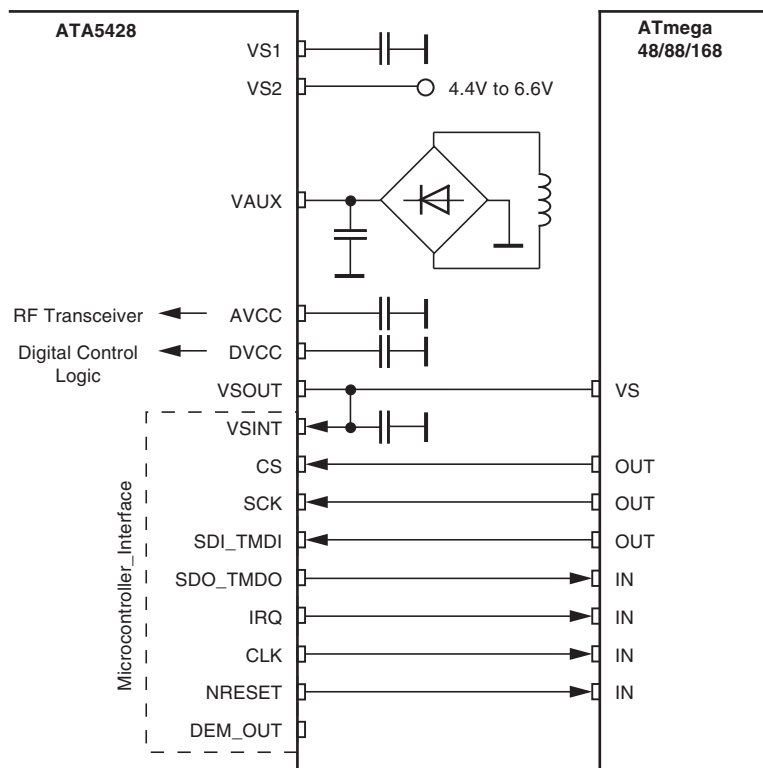 ATA5428
ATmega
48/88/168
VS1
VS2
4.4V to 6.6V
VAUX
RF Transceiver
AVCC
Digital Control
Logic
DVCC
VSOUT
VS
VSINT
CS
OUT
SCK
OUT
SDI_TMDI
OUT
SDO_TMDO
IN
IRQ
IN
CLK
IN
NRESET
IN
DEM_OUT
Microcontroller_Interface